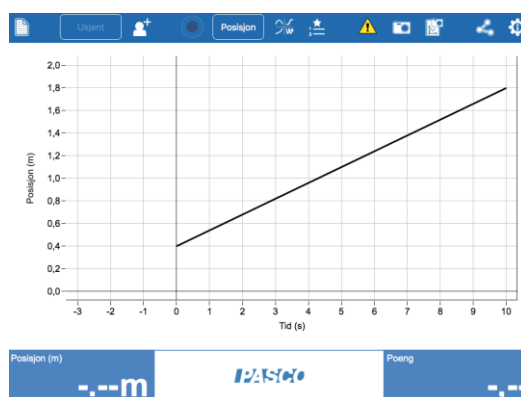 Ukjent
Posisjon
2,0
1,8
1,6
1,4
1,2
1,0
0,8
0,6
0,4
0,2
0,0
Posisjon (m)
-3 -2 -1 0 1 2 3 4 5 6 7 8 9 10
Tid (s)
Posisjon (m)
-.--m
PASCO
Poeng
-.--